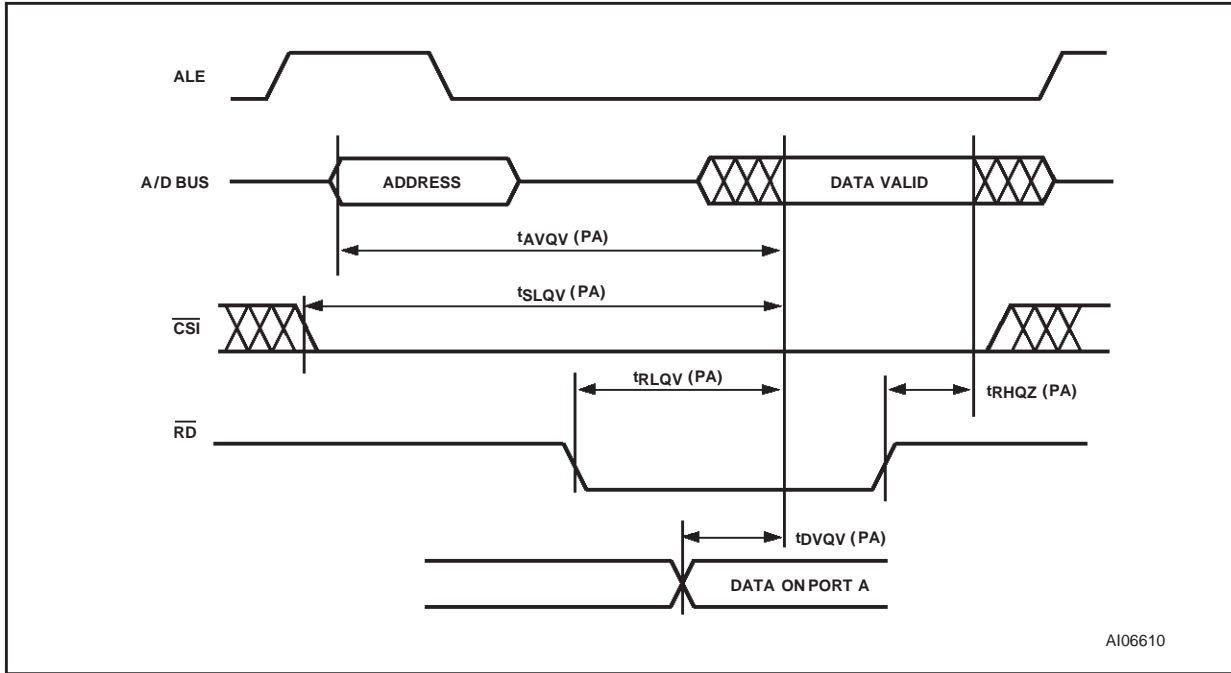 ALE
A/D BUS
ADDRESS
DATA VALID
tAVQV (PA)
tSLQV (PA)
CSI
tRLQV (PA)
tRHQZ (PA)
RD
tDVQV (PA)
DATA ON PORT A
AI06610